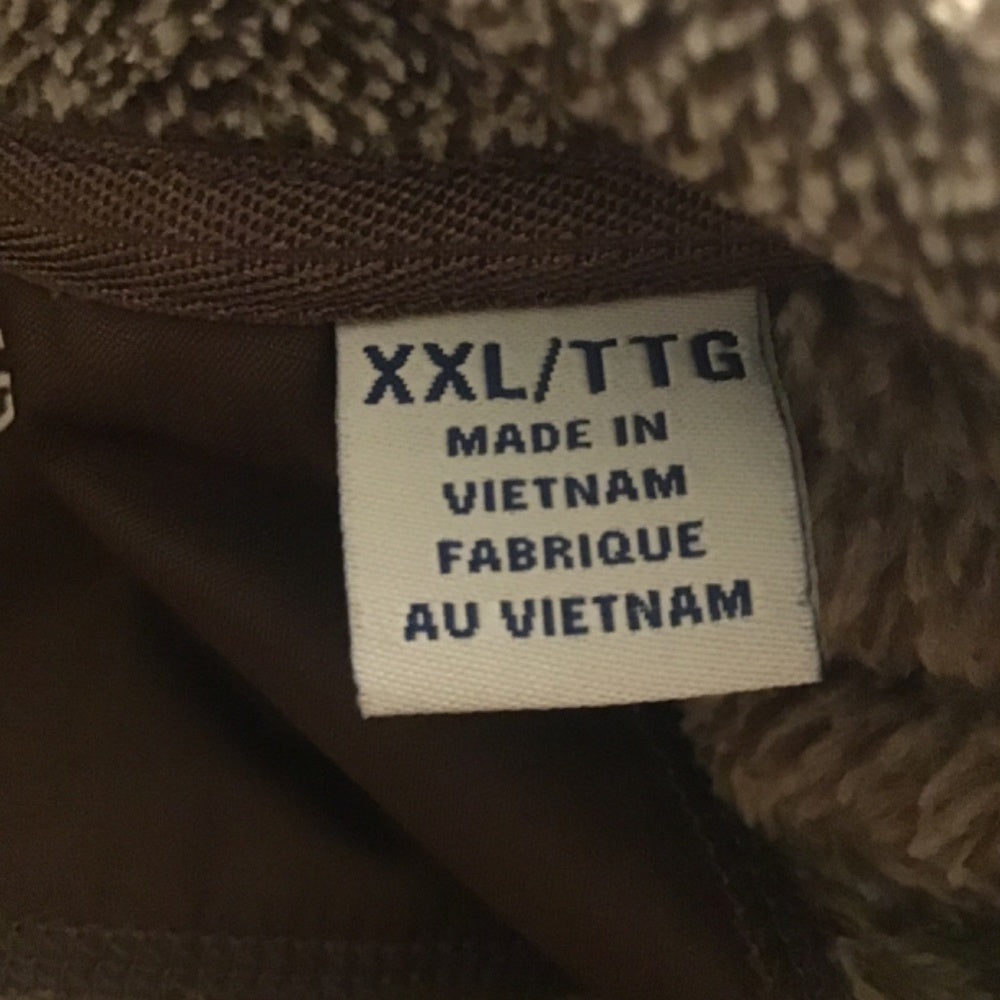 XXL/TTG
MADE IN
VIETNAM
FABRIQUE
AU VIETNAM